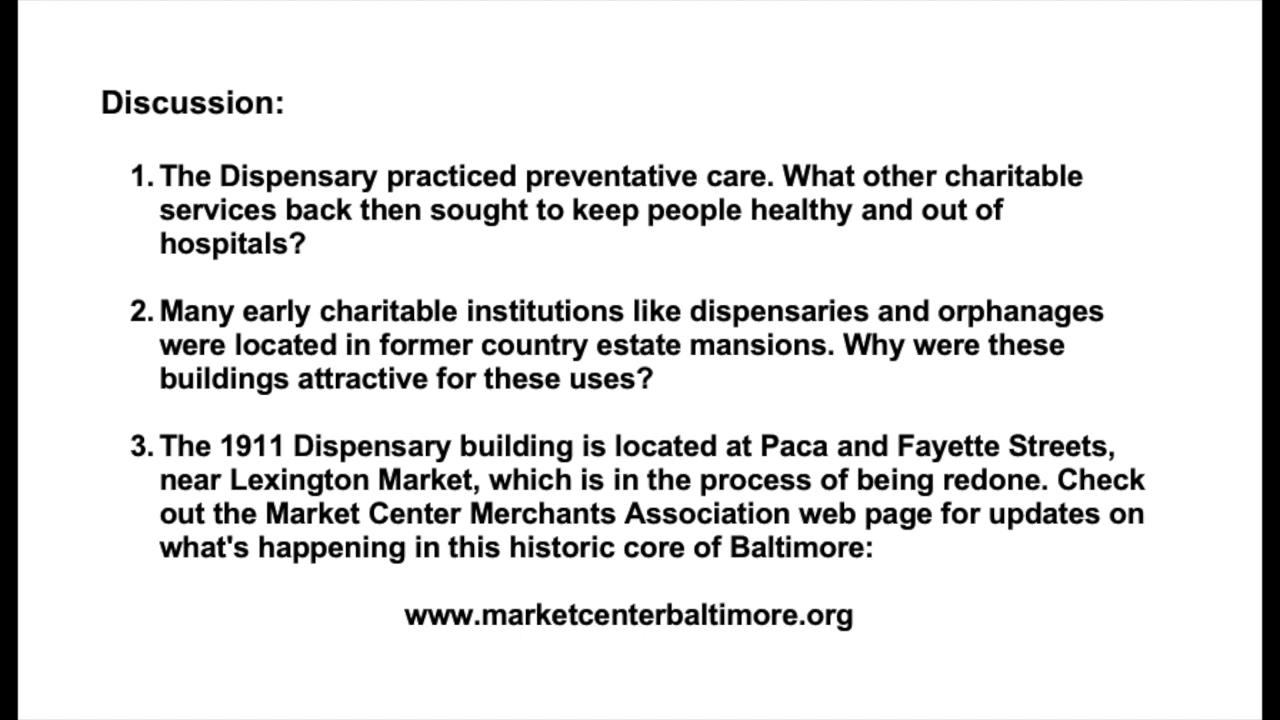 Discussion:
1. The Dispensary practiced preventative care. What other charitable
services back then sought to keep people healthy and out of
hospitals?
2. Many early charitable institutions like dispensaries and orphanages
were located in former country estate mansions. Why were these
buildings attractive for these uses?
3. The 1911 Dispensary building is located at Paca and Fayette Streets,
near Lexington Market, which is in the process of being redone. Check
out the Market Center Merchants Association web page for updates on
what's happening in this historic core of Baltimore:
www.marketcenterbaltimore.org